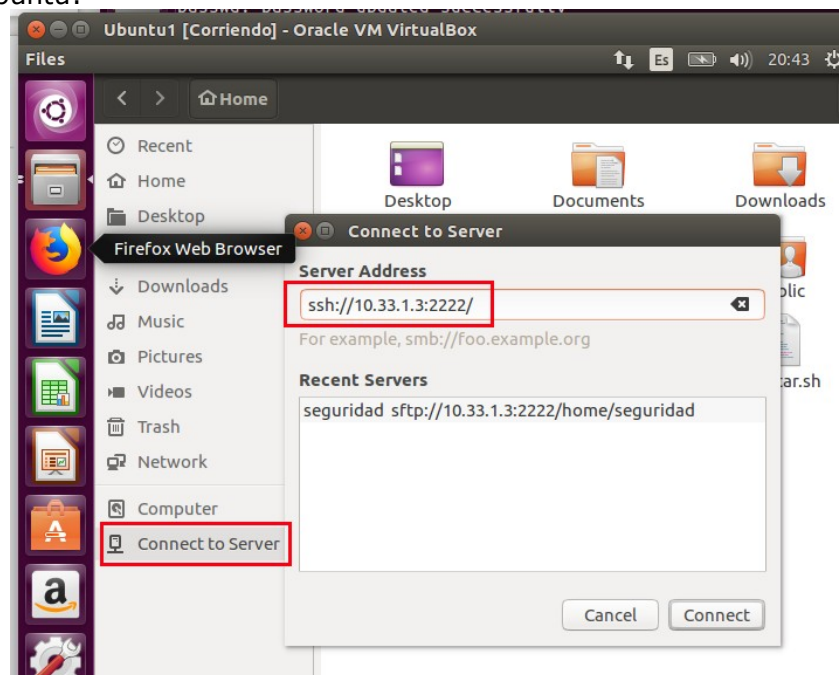 Ubuntu1 [Corriendo] - Oracle VM VirtualBox
Files
Es
20:43
Home
Recent
Home
Desktop
Firefox Web Browser
Downloads
Music
Pictures
Videos
Trash
Network
Computer
Connect to Server
Desktop
Documents
Downloads
Connect to Server
Server Address
ssh://10.33.1.3:2222/
For example, smb://foo.example.org
Recent Servers
seguridad sftp://10.33.1.3:2222/home/seguridad
Cancel
Connect